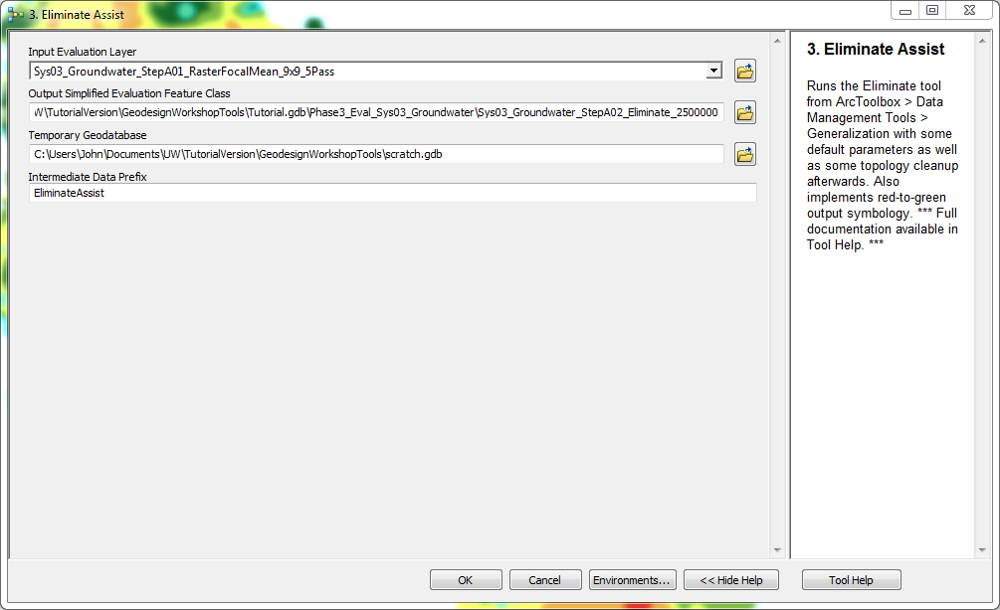 3. Eliminate Assist
Input Evaluation Layer
Sys03_Groundwater_StepA01_RasterFocalMean_9x9_5Pass
Output Simplified Evaluation Feature Class
W\TutorialVersion\GeodesignWorkshopTools\Tutorial.gdb\Phase3_Eval_Sys03_Groundwater\Sys03_Groundwater_StepA02_Eliminate_2500000
Temporary Geodatabase
C:\Users\John\Documents\UW\TutorialVersion\GeodesignWorkshopTools\scratch.gdb
Intermediate Data Prefix
EliminateAssist
3. Eliminate Assist
Runs the Eliminate tool
from ArcToolbox > Data
Management Tools >
Generalization with some
default parameters as well
as some topology cleanup
afterwards. Also
implements red-to-green
output symbology. *** Full
documentation available in
Tool Help. ***
OK
Cancel
Environments...
<< Hide Help
Tool Help